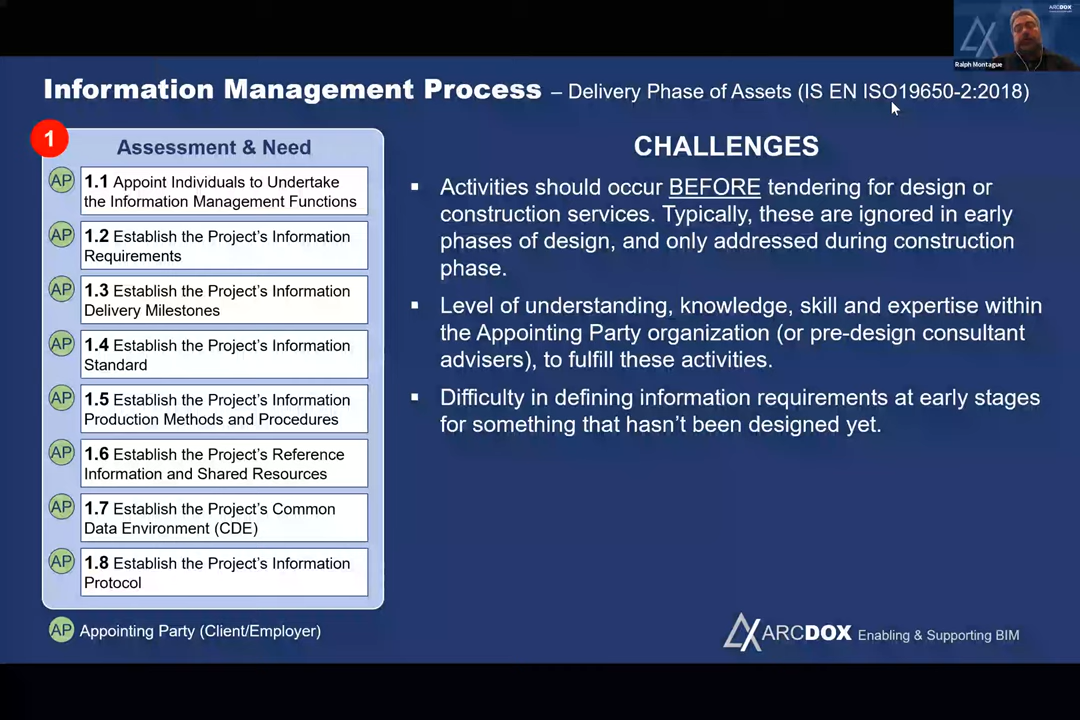 ARCDOX
Ralph Montague
Information Management Process – Delivery Phase of Assets (IS EN ISO19650-2:2018)
1
Assessment & Need
AP 1.1 Appoint Individuals to Undertake
the Information Management Functions
AP 1.2 Establish the Project's Information
Requirements
AP 1.3 Establish the Project's Information
Delivery Milestones
AP 1.4 Establish the Project's Information
Standard
AP 1.5 Establish the Project's Information
Production Methods and Procedures
AP 1.6 Establish the Project's Reference
Information and Shared Resources
AP 1.7 Establish the Project's Common
Data Environment (CDE)
AP 1.8 Establish the Project's Information
Protocol
AP Appointing Party (Client/Employer)
CHALLENGES
▪ Activities should occur BEFORE tendering for design or
construction services. Typically, these are ignored in early
phases of design, and only addressed during construction
phase.
▪ Level of understanding, knowledge, skill and expertise within
the Appointing Party organization (or pre-design consultant
advisers), to fulfill these activities.
▪ Difficulty in defining information requirements at early stages
for something that hasn't been designed yet.
ARCDOX Enabling & Supporting BIM